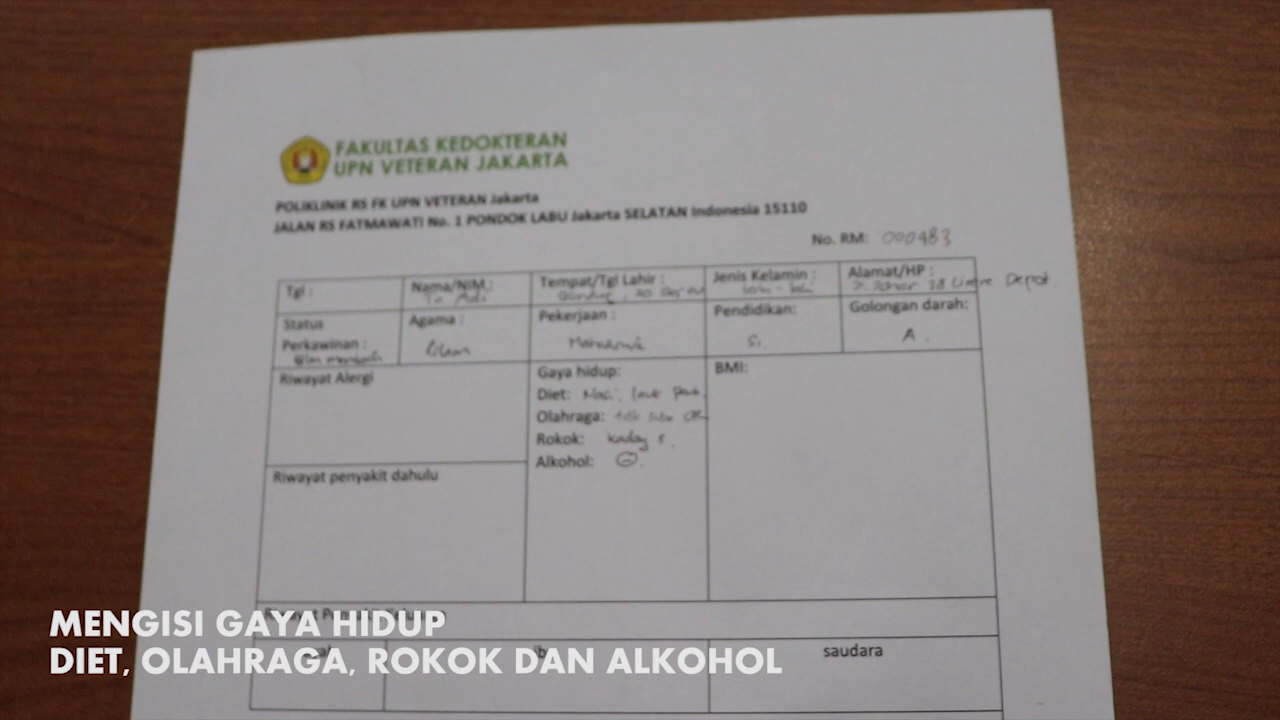 FAKULTAS KEDOKTERAN
UPN VETERAN JAKARTA
POLIKLINIK RS FK UPN VETERAN Jakarta
JALAN RS FATMAWATI No. 1 PONDOK LABU Jakarta SELATAN Indonesia 15110
No. RM: 000483
Tgl :
Nama/NIM :
Tempat/Tgl Lahir :
Jenis Kelamin :
Alamat/HP :
Depok.
Status
Perkawinan :
Agama :
Islam
Pekerjaan :
Mahasiswa
Pendidikan:
S1.
Golongan darah:
A.
Riwayat Alergi
Gaya hidup:
Diet: Nasi,
Olahraga:
Rokok: kadang
Alkohol: (-).
BMI:
Riwayat penyakit dahulu
saudara
MENGISI GAYA HIDUP
DIET, OLAHRAGA, ROKOK DAN ALKOHOL